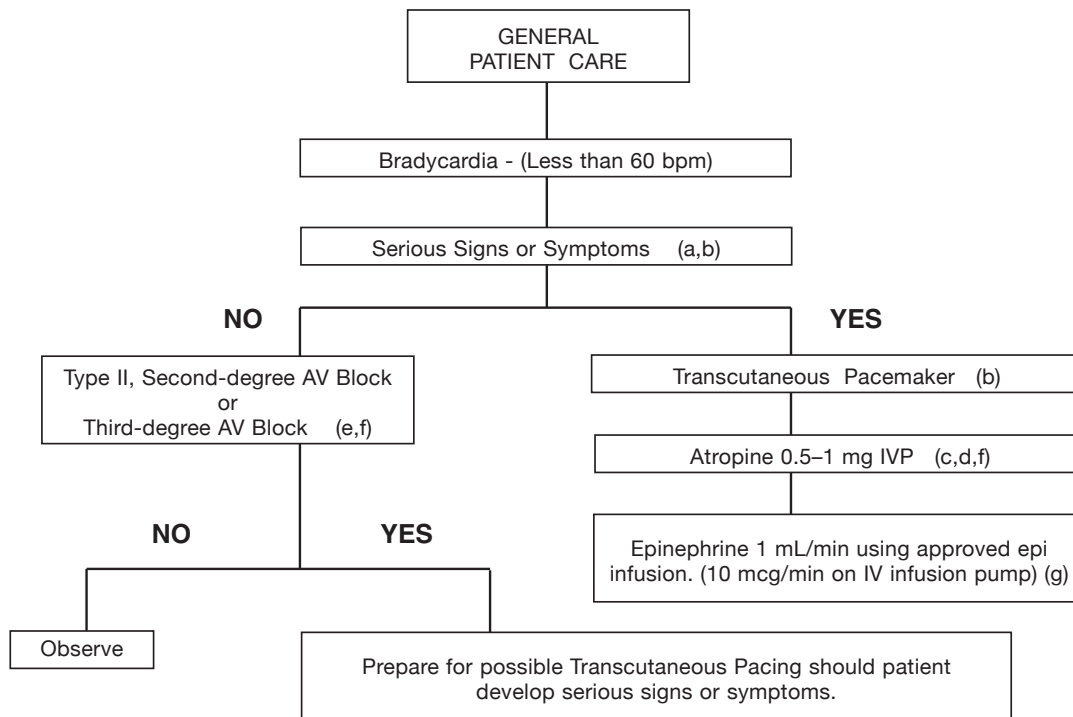 GENERAL
PATIENT CARE
Bradycardia - (Less than 60 bpm)
Serious Signs or Symptoms (a,b)
NO
YES
Type II, Second-degree AV Block
or
Third-degree AV Block (e,f)
Transcutaneous Pacemaker (b)
Atropine 0.5–1 mg IVP (c,d,f)
NO
YES
Epinephrine 1 mL/min using approved epi
infusion. (10 mcg/min on IV infusion pump) (g)
Observe
Prepare for possible Transcutaneous Pacing should patient
develop serious signs or symptoms.